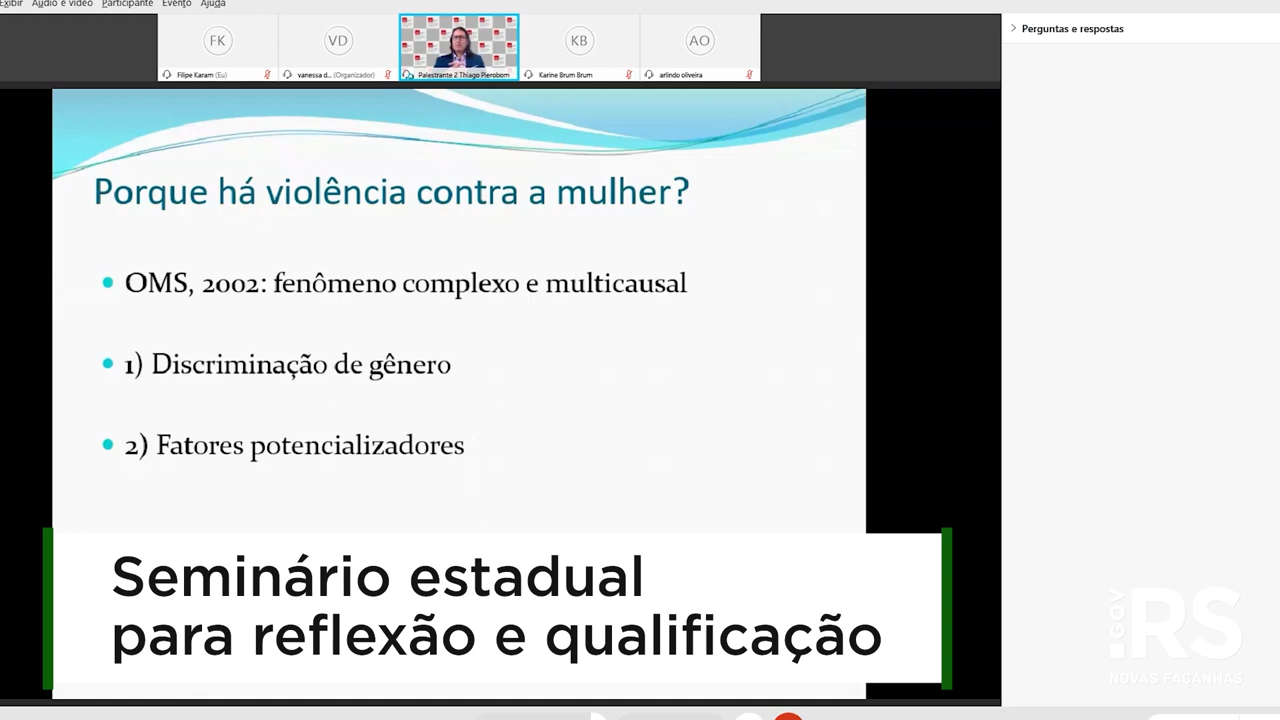 Exibir Áudio e vídeo Participante Evento Ajuda
FK
VD
KB
AO
Filipe Karam (Eu)
vanessa d... (Organizador)
Palestrante 2 Thiago Pierobom
Karine Brum Brum
arlindo oliveira
Perguntas e respostas
Porque há violência contra a mulher?
OMS, 2002: fenômeno complexo e multicausal
1) Discriminação de gênero
2) Fatores potencializadores
Seminário estadual
para reflexão e qualificação
.GOV
RS
NOVAS FAÇANHAS